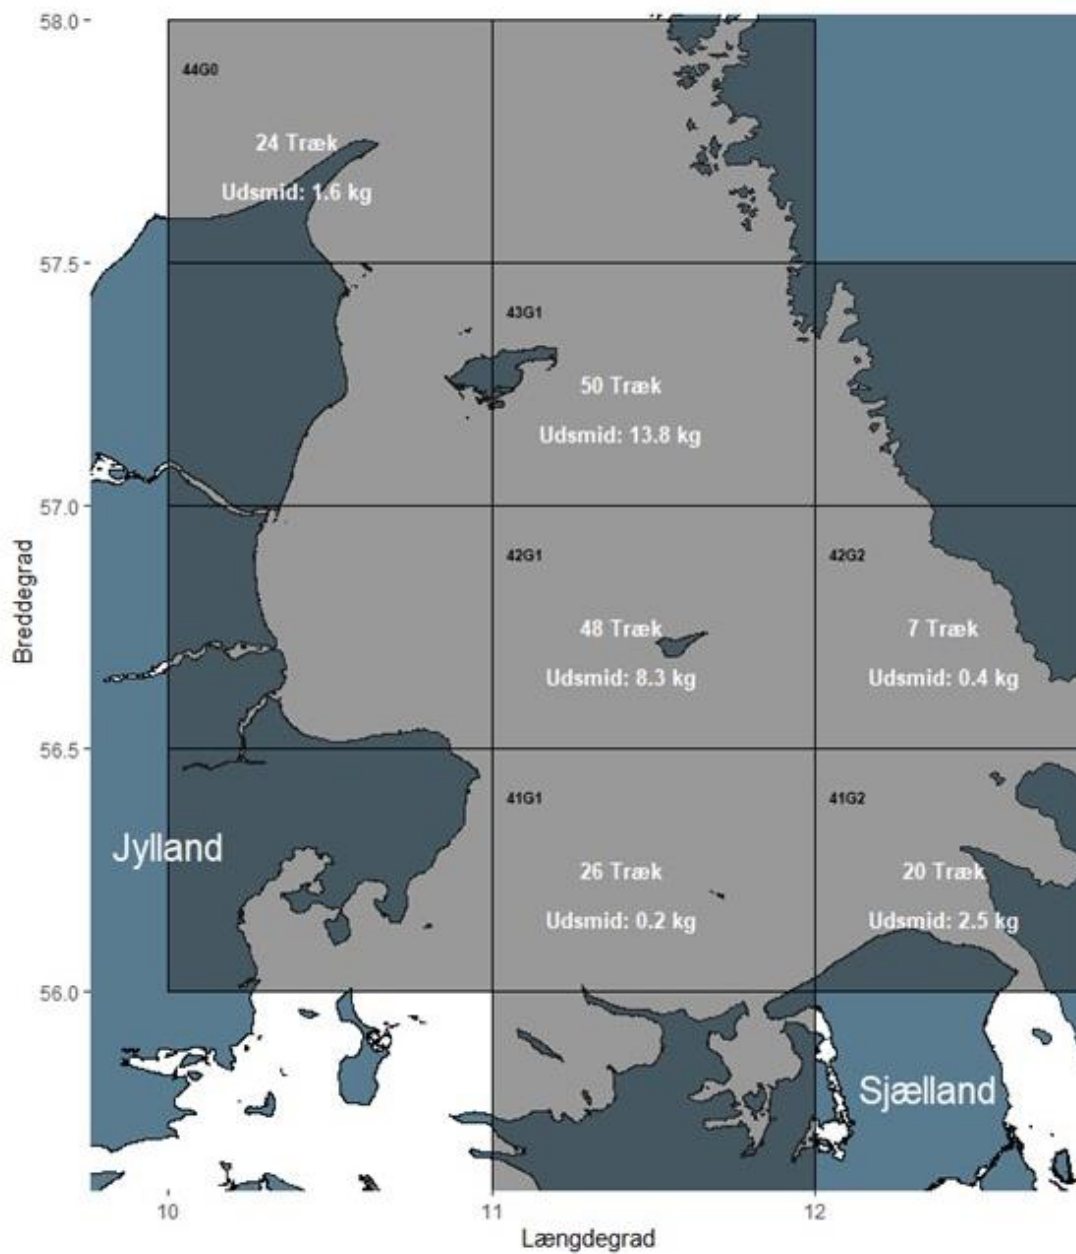 58.0
44G0
24 Træk
Udsmid: 1.6 kg
57.5
43G1
50 Træk
Udsmid: 13.8 kg
57.0
42G1
42G2
48 Træk
7 Træk
Udsmid: 8.3 kg
Udsmid: 0.4 kg
Breddegrad
56.5
41G1
41G2
Jylland
26 Træk
20 Træk
Udsmid: 0.2 kg
Udsmid: 2.5 kg
56.0
Sjælland
10
11
12
Længdegrad